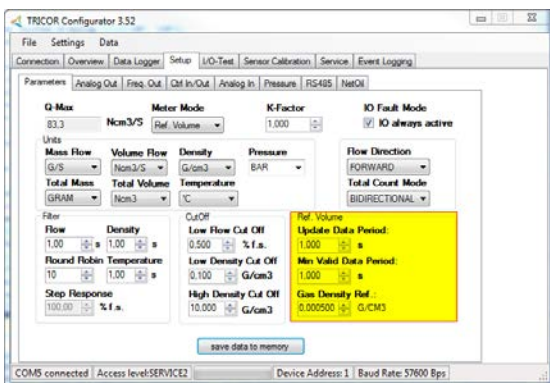 TRICOR Configurator 3.52
File Settings Data
Connection Overview Data Logger Setup I/O-Test Sensor Calibration Service Event Logging
Parameters Analog Out Freq. Out Ctrl In/Out Analog In Pressure RS485 NetOil
Q-Max Meter Mode K-Factor IO Fault Mode
83,3 Ncm3/S Ref. Volume 1,000 IO always active
Units
Mass Flow Volume Flow Density Pressure Flow Direction
G/S Ncm3/S G/cm3 BAR FORWARD
Total Mass Total Volume Temperature Total Count Mode
GRAM Ncm3 °C BIDIRECTIONAL
Filter CutOff Ref. Volume
Flow Density Low Flow Cut Off Update Data Period:
1,00 s 1,00 s 0,500 % f.s. 1,000 s
Round Robin Temperature Low Density Cut Off Min Valid Data Period:
10 1,00 s 0,100 G/cm3 1,000 s
Step Response High Density Cut Off Gas Density Ref.:
100,00 % f.s. 10,000 G/cm3 0,000500 G/CM3
save data to memory
COM5 connected Access level:SERVICE2 Device Address: 1 Baud Rate: 57600 Bps